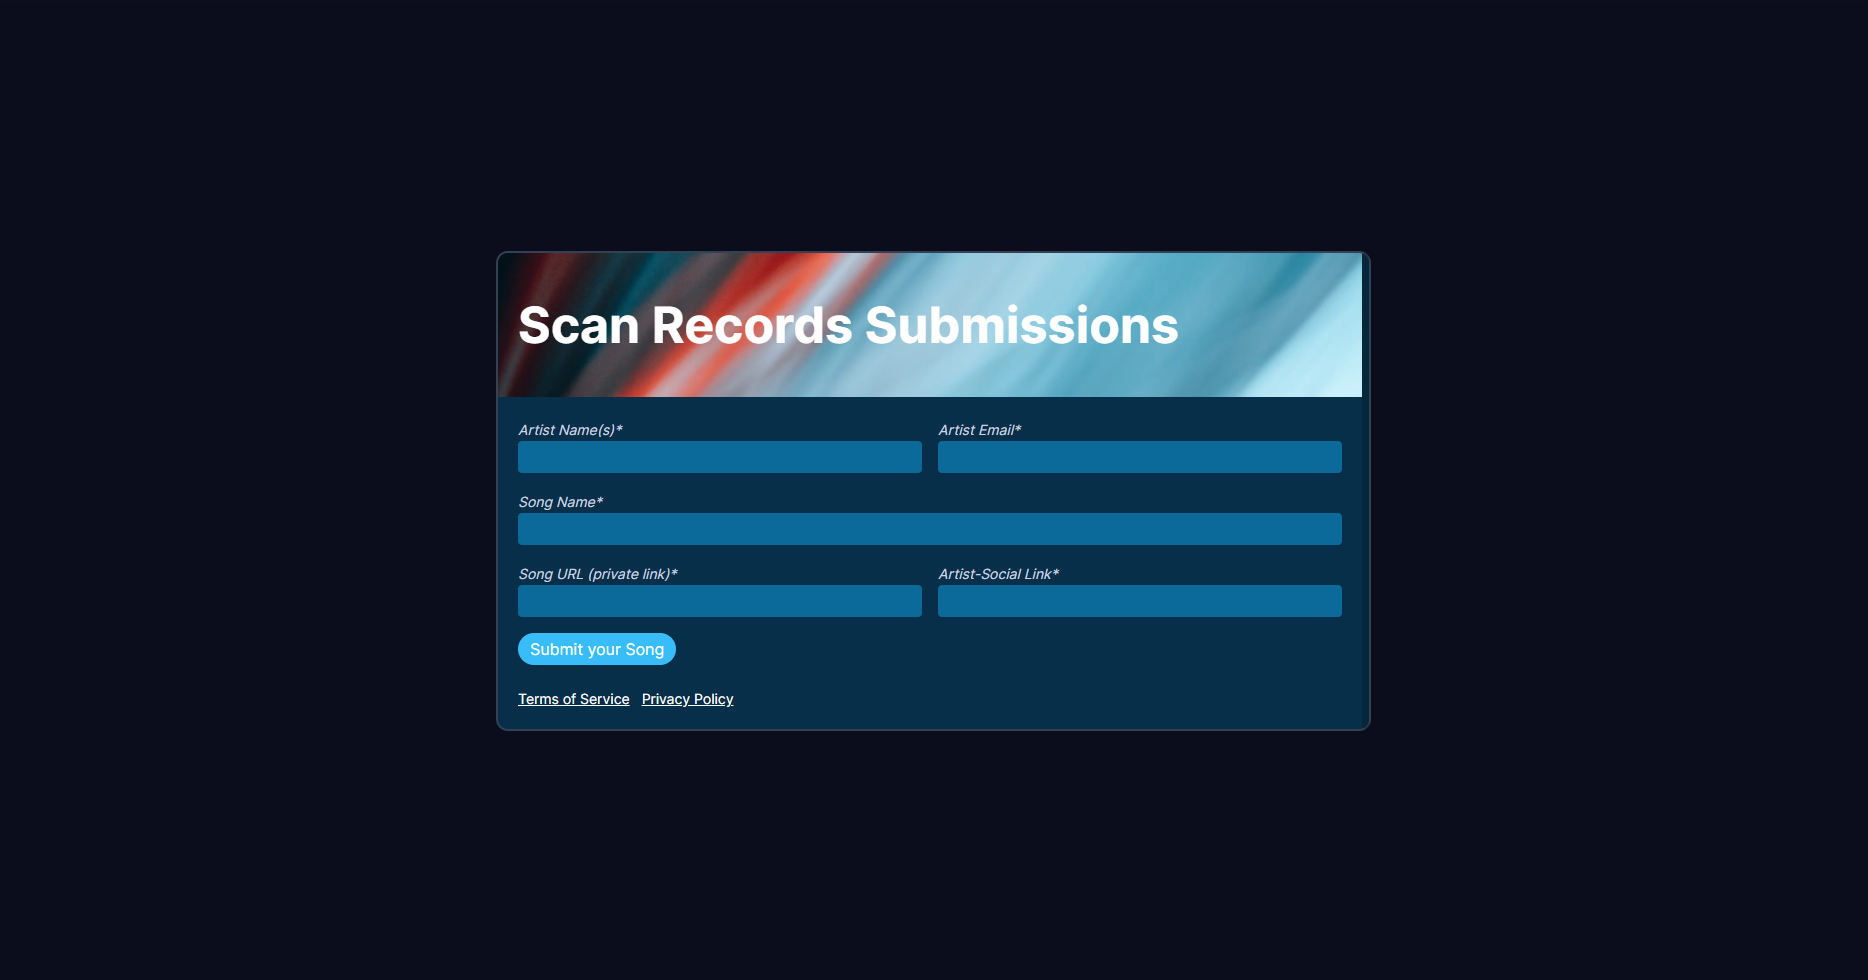 Scan Records Submissions
Artist Name(s)* Artist Email*
Song Name*
Song URL (private link)* Artist-Social Link*
Submit your Song
Terms of Service Privacy Policy